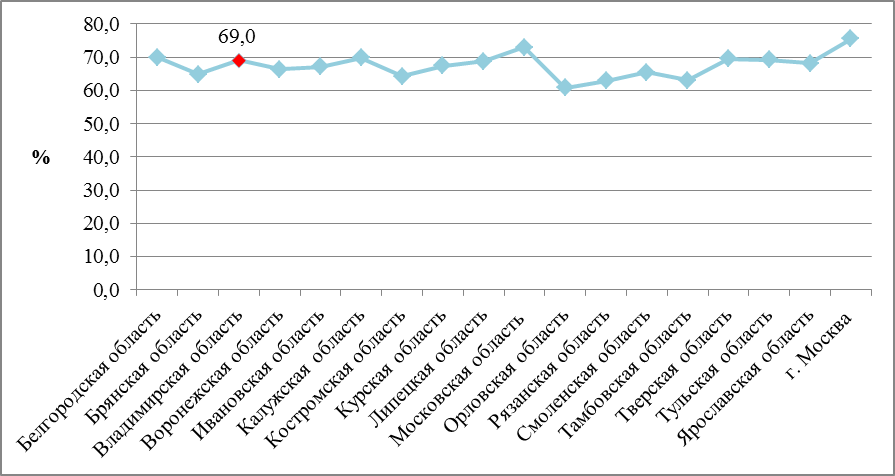 80,0
69,0
70,0
60,0
50,0
%
40,0
30,0
20,0
10,0
0,0
Белгородская область
Брянская область
Владимирская область
Воронежская область
Ивановская область
Калужская область
Костромская область
Курская область
Липецкая область
Московская область
Орловская область
Рязанская область
Смоленская область
Тамбовская область
Тверская область
Тульская область
Ярославская область
г. Москва